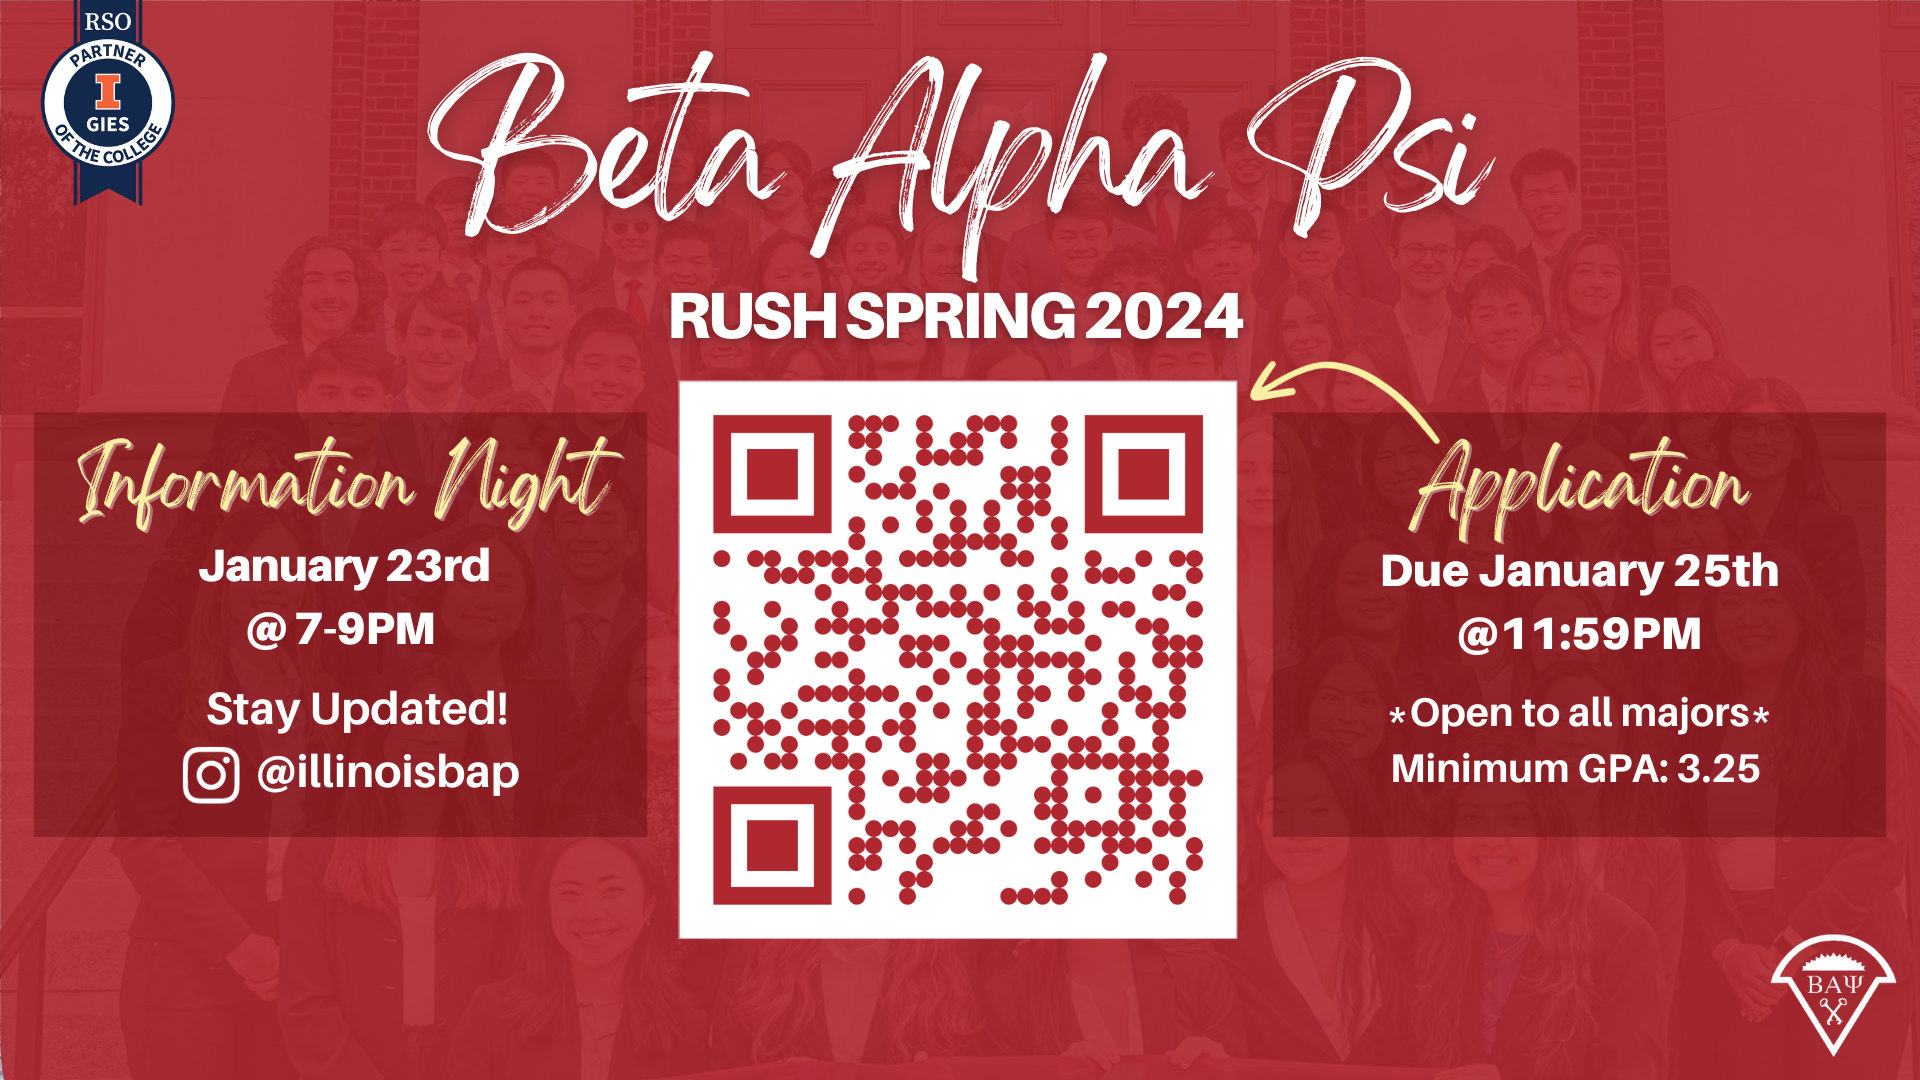 RSO
PARTNER
I
GIES
OF THE COLLEGE
Beta Alpha Psi
RUSH SPRING 2024
Information Night
January 23rd
@ 7-9PM
Stay Updated!
@illinoisbap
Application
Due January 25th
@11:59PM
*Open to all majors*
Minimum GPA: 3.25
ΒΑΨ